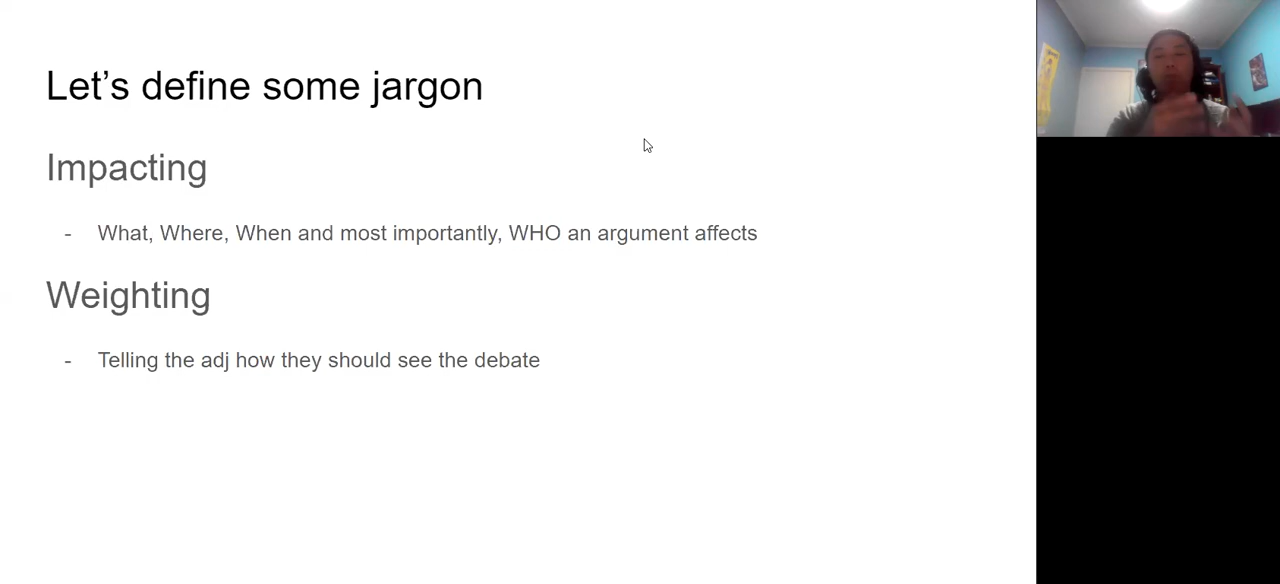 Let’s define some jargon
Impacting
- What, Where, When and most importantly, WHO an argument affects
Weighting
- Telling the adj how they should see the debate